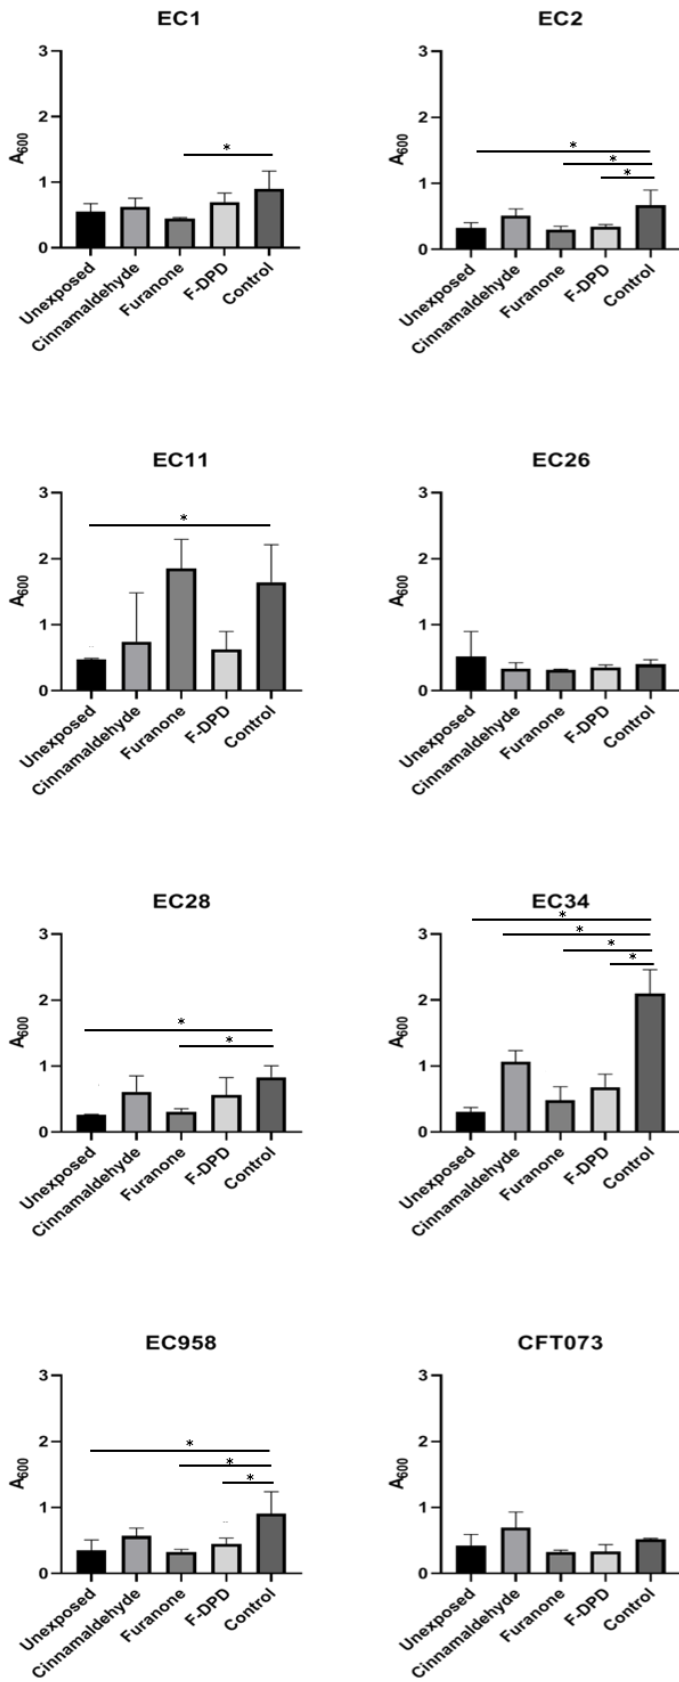 EC1
3
2
1
0
A600
*
Unexposed
Cinnamaldehyde
Furanone
F-DPD
Control
EC2
3
2
1
0
A600
*
*
*
Unexposed
Cinnamaldehyde
Furanone
F-DPD
Control
EC11
3
2
1
0
A600
*
Unexposed
Cinnamaldehyde
Furanone
F-DPD
Control
EC26
3
2
1
0
A600
Unexposed
Cinnamaldehyde
Furanone
F-DPD
Control
EC28
3
2
1
0
A600
*
*
Unexposed
Cinnamaldehyde
Furanone
F-DPD
Control
EC34
3
2
1
0
A600
*
*
*
*
Unexposed
Cinnamaldehyde
Furanone
F-DPD
Control
EC958
3
2
1
0
A600
*
*
*
Unexposed
Cinnamaldehyde
Furanone
F-DPD
Control
CFT073
3
2
1
0
A600
Unexposed
Cinnamaldehyde
Furanone
F-DPD
Control